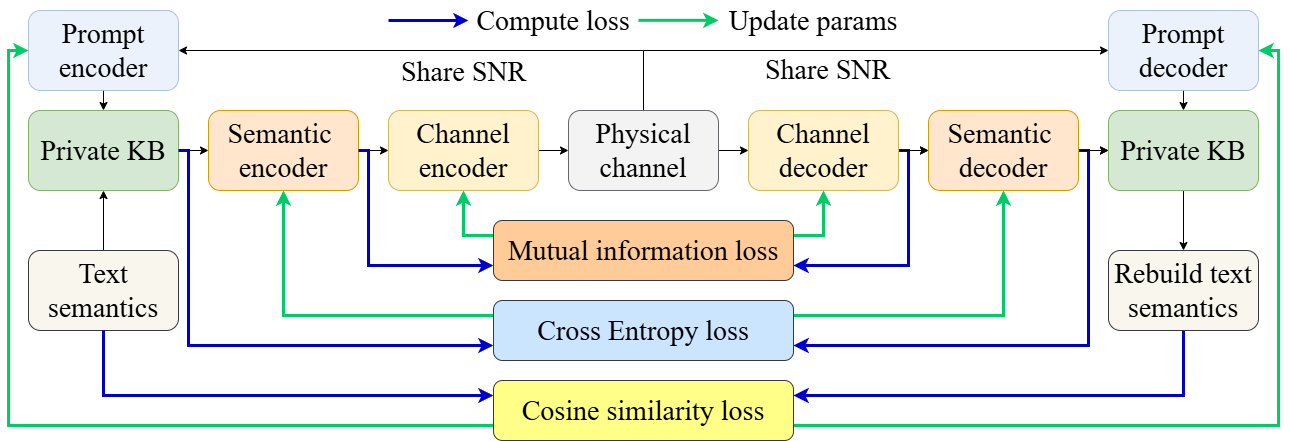 Prompt
encoder
Compute loss
Update params
Prompt
decoder
Share SNR
Share SNR
Private KB
Semantic
encoder
Channel
encoder
Physical
channel
Channel
decoder
Semantic
decoder
Private KB
Mutual information loss
Text
semantics
Rebuild text
semantics
Cross Entropy loss
Cosine similarity loss